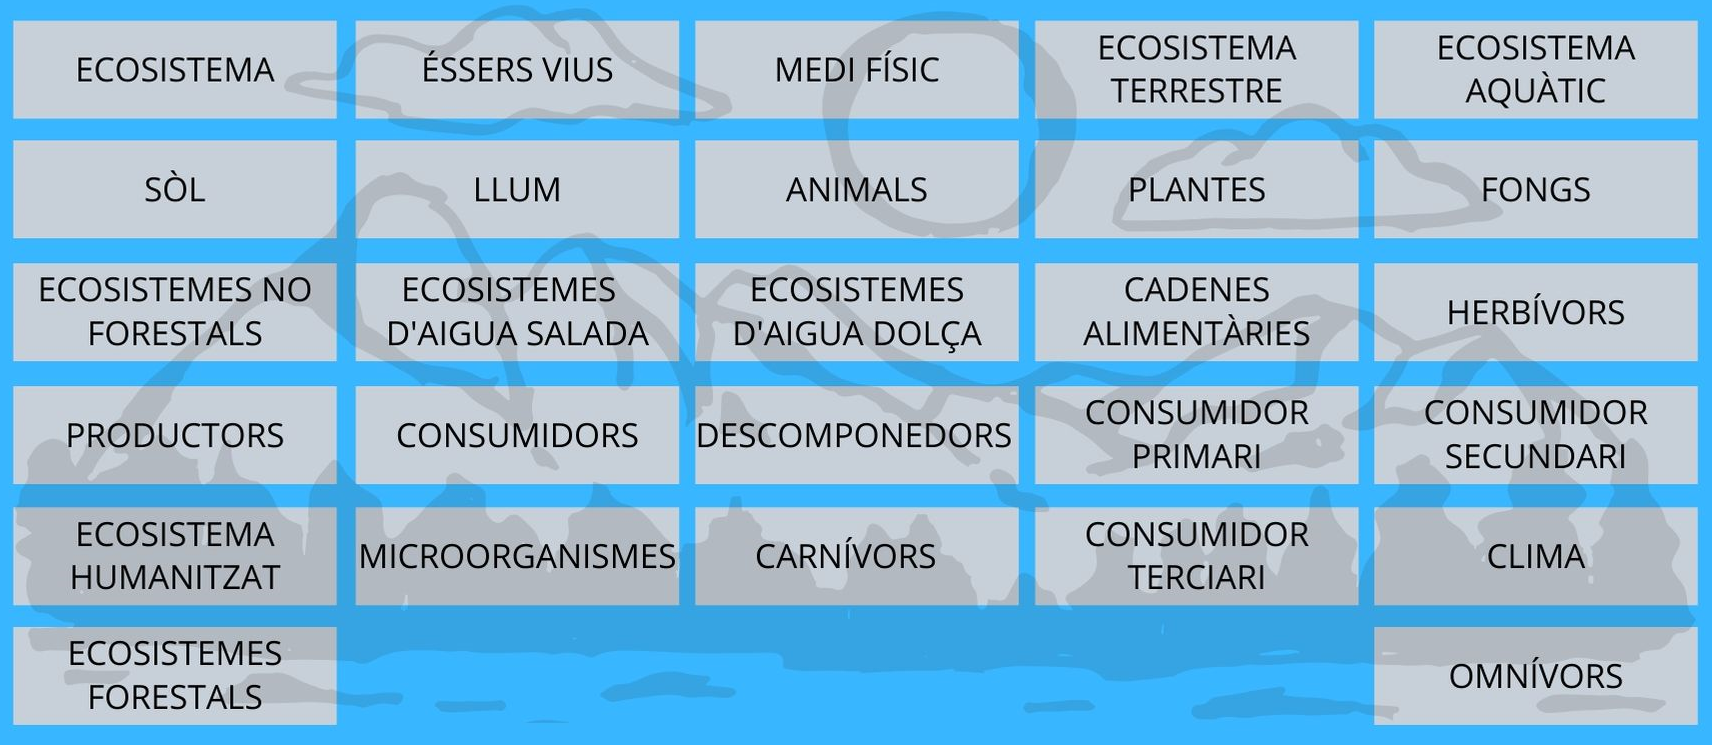 ECOSISTEMA
ÉSSERS VIUS
MEDI FÍSIC
ECOSISTEMA
TERRESTRE
ECOSISTEMA
AQUÀTIC
SÒL
LLUM
ANIMALS
PLANTES
FONGS
ECOSISTEMES NO
FORESTALS
ECOSISTEMES
D'AIGUA SALADA
ECOSISTEMES
D'AIGUA DOLÇA
CADENES
ALIMENTÀRIES
HERBÍVORS
PRODUCTORS
CONSUMIDORS
DESCOMPONEDORS
CONSUMIDOR
PRIMARI
CONSUMIDOR
SECUNDARI
ECOSISTEMA
HUMANITZAT
MICROORGANISMES
CARNÍVORS
CONSUMIDOR
TERCIARI
CLIMA
ECOSISTEMES
FORESTALS
OMNÍVORS